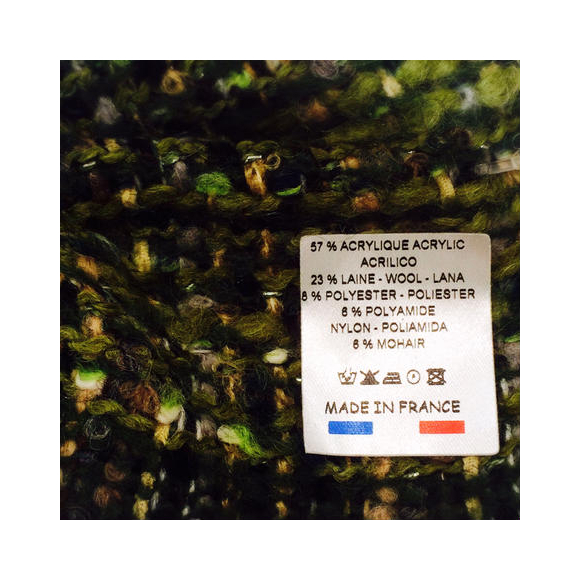 57 % ACRYLIQUE ACRYLIC
ACRILICO
23 % LAINE - WOOL - LANA
8 % POLYESTER - POLIESTER
6 % POLYAMIDE
NYLON - POLIAMIDA
6 % MOHAIR
MADE IN FRANCE